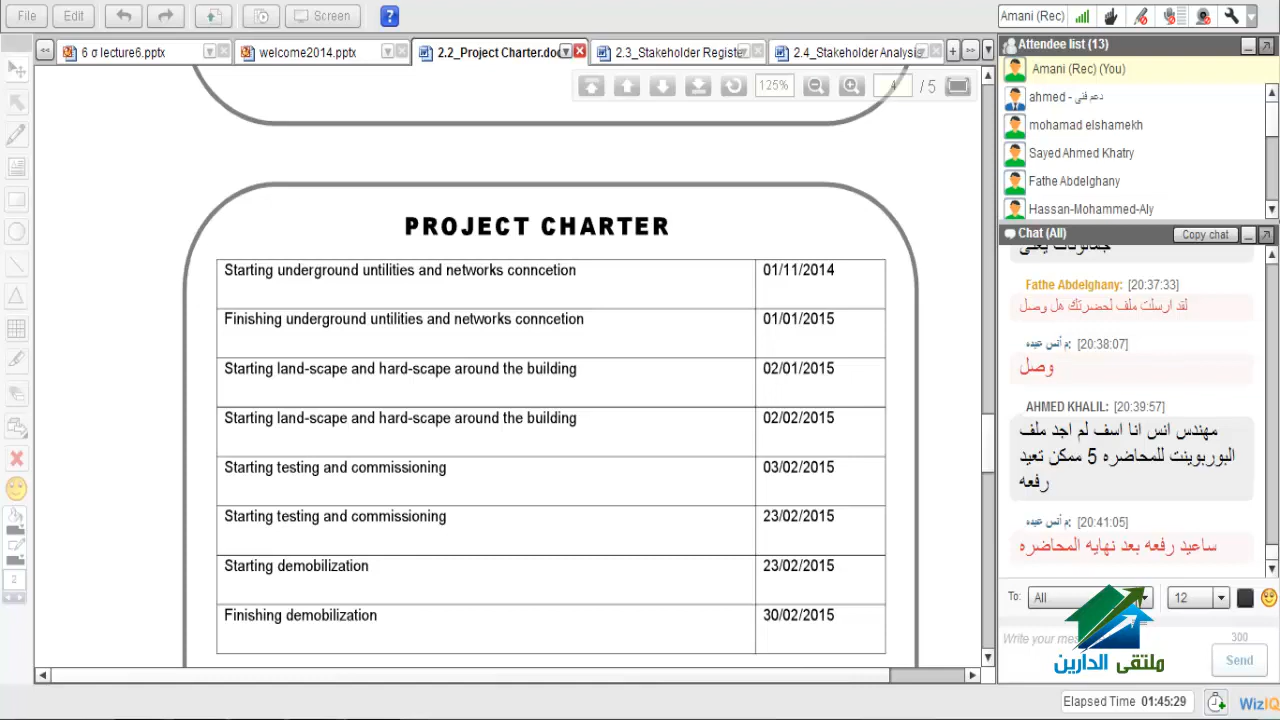 File
Edit
Screen
?
Amani (Rec)
6 σ lecture6.pptx
welcome2014.pptx
2.2_Project Charter.doc
2.3_Stakeholder Registe
2.4_Stakeholder Analysis
125%
4
/ 5
PROJECT CHARTER
Starting underground untilities and networks conncetion 01/11/2014
Finishing underground untilities and networks conncetion 01/01/2015
Starting land-scape and hard-scape around the building 02/01/2015
Starting land-scape and hard-scape around the building 02/02/2015
Starting testing and commissioning 03/02/2015
Starting testing and commissioning 23/02/2015
Starting demobilization 23/02/2015
Finishing demobilization 30/02/2015
2
Attendee list (13)
Amani (Rec) (You)
ahmed - دعم فنى
mohamad elshamekh
Sayed Ahmed Khatry
Fathe Abdelghany
Hassan-Mohammed-Aly
Chat (All)
Copy chat
Fathe Abdelghany: [20:37:33]
لقد ارسلت ملف لحضرتك هل وصل
م أنس عبده: [20:38:07]
وصل
AHMED KHALIL: [20:39:57]
مهندس انس انا اسف لم اجد ملف
البوربوينت للمحاضره 5 ممكن تعيد
رفعه
م أنس عبده: [20:41:05]
ساعيد رفعه بعد نهايه المحاضره
To:
All
12
Write your mes
300
Send
ملتقى الدارين
Elapsed Time 01:45:29
WizIQ